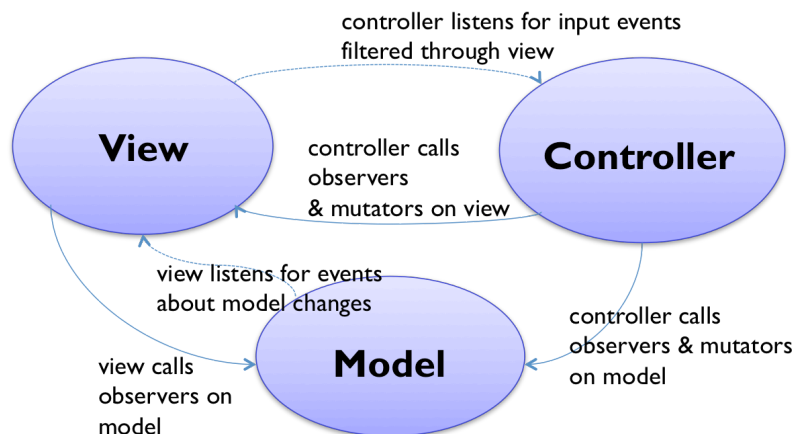 controller listens for input events
filtered through view
View
Controller
controller calls
observers
& mutators on view
view listens for events
about model changes
controller calls
observers & mutators
on model
Model
view calls
observers on
model